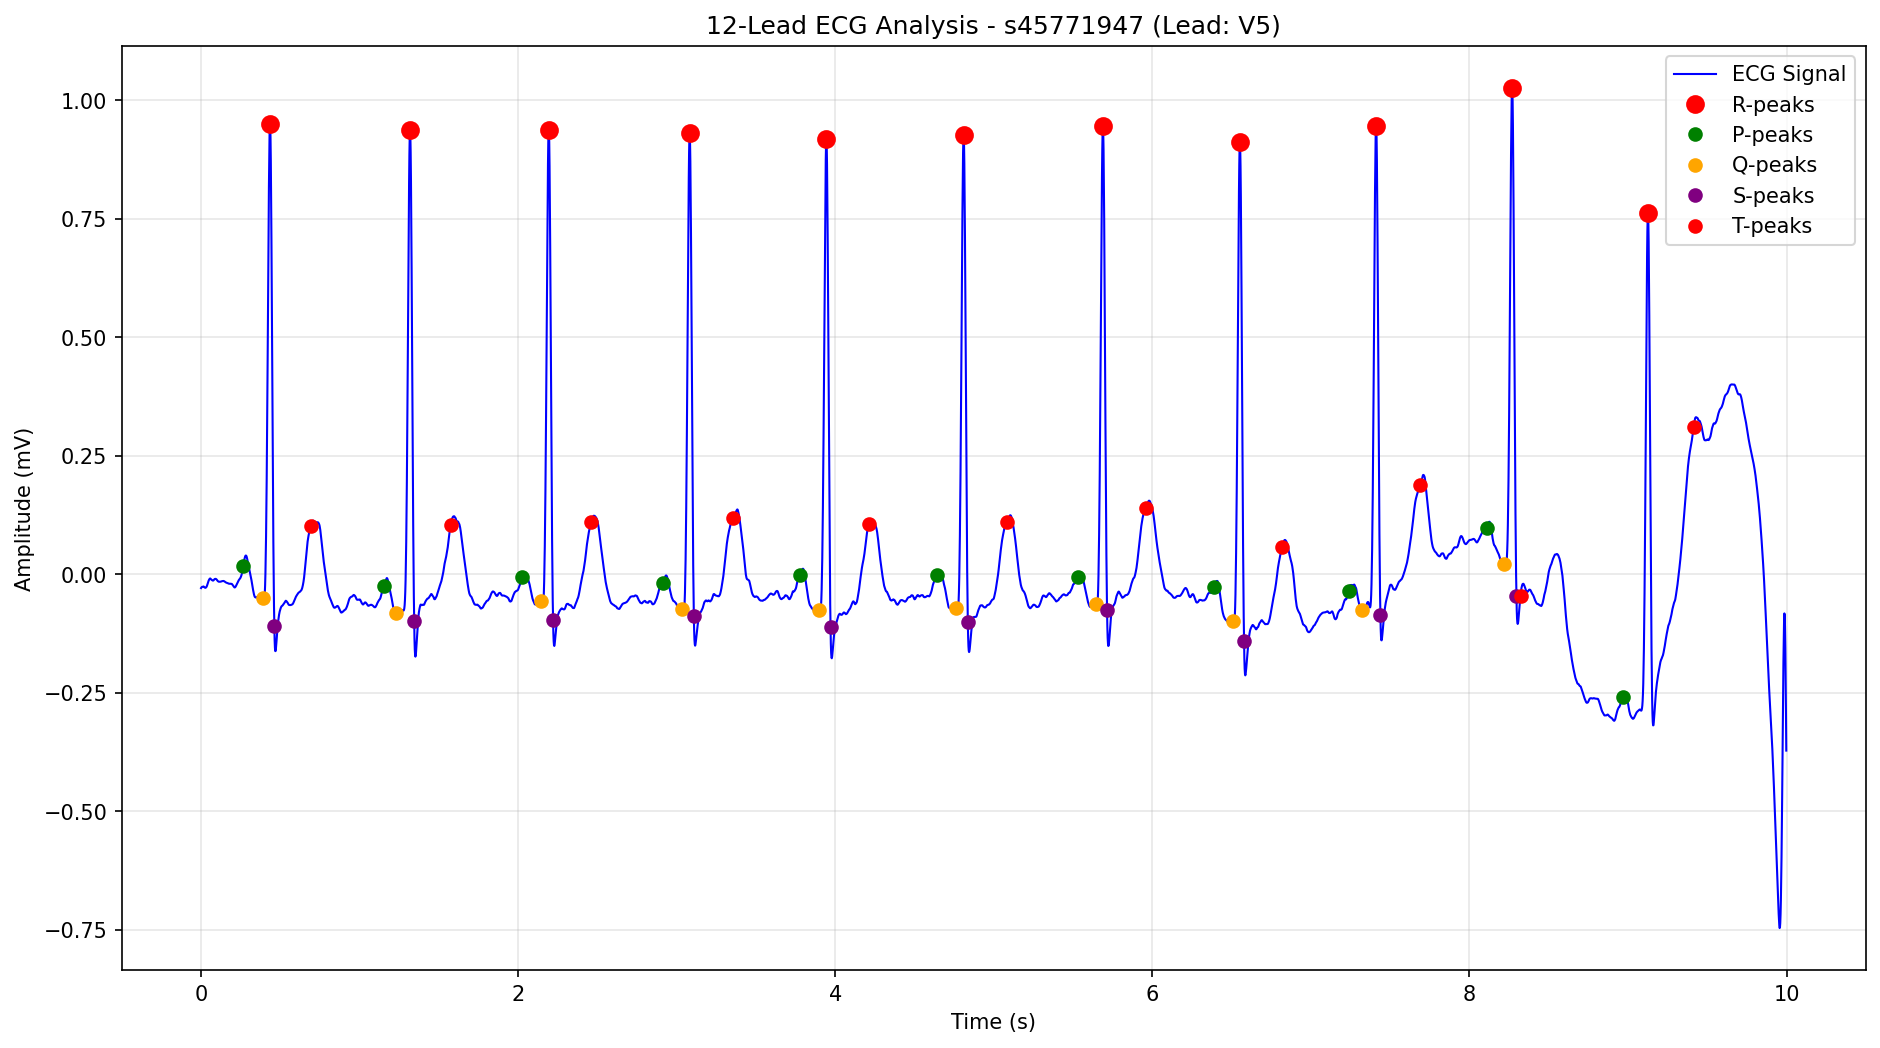 12-Lead ECG Analysis - s45771947 (Lead: V5)
ECG Signal
R-peaks
P-peaks
Q-peaks
S-peaks
T-peaks
Amplitude (mV)
1.00
0.75
0.50
0.25
0.00
−0.25
−0.50
−0.75
0 2 4 6 8 10
Time (s)